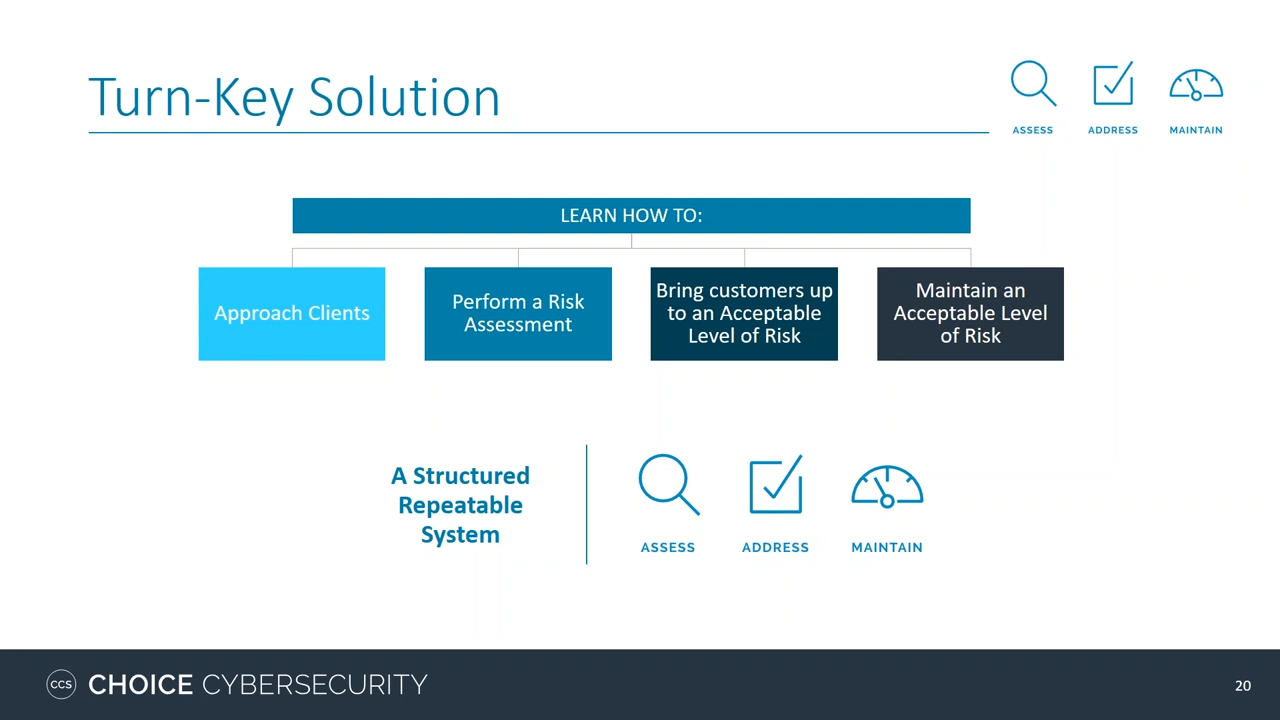 Turn-Key Solution
ASSESS
ADDRESS
MAINTAIN
LEARN HOW TO:
Approach Clients
Perform a Risk
Assessment
Bring customers up
to an Acceptable
Level of Risk
Maintain an
Acceptable Level
of Risk
A Structured
Repeatable
System
ASSESS
ADDRESS
MAINTAIN
CCS CHOICE CYBERSECURITY
20